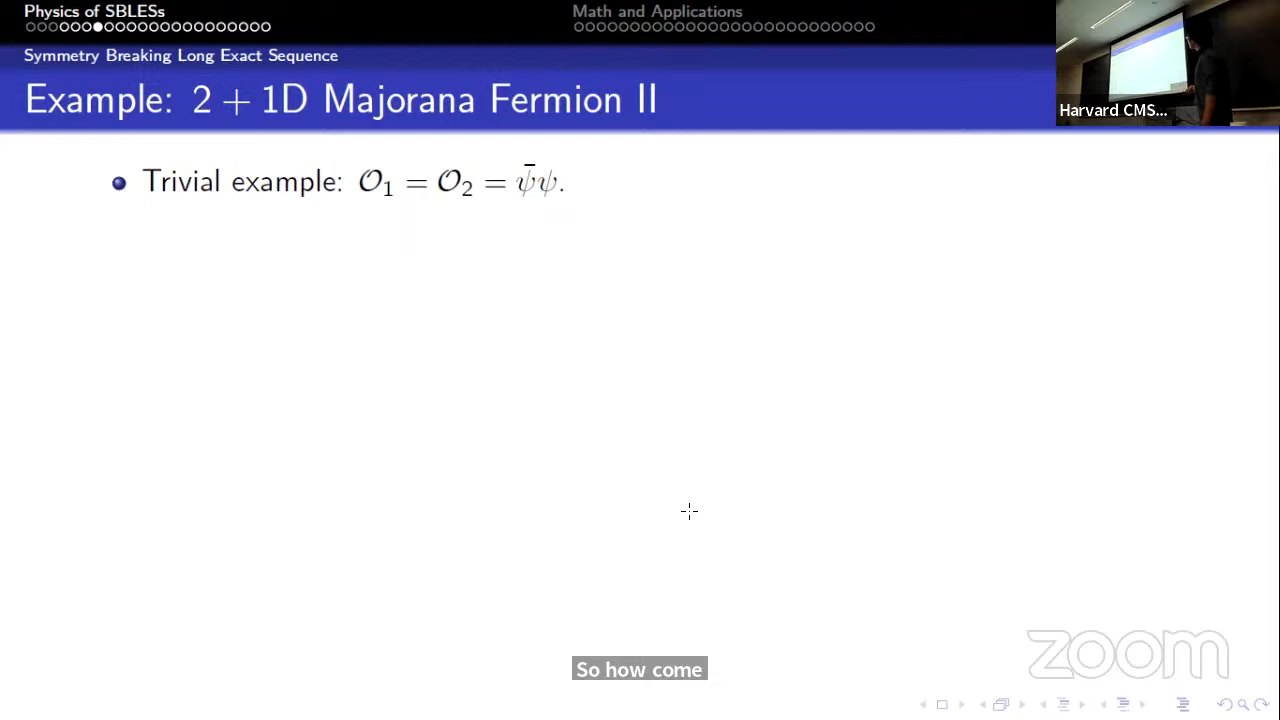 Physics of SBLESs
Math and Applications
Symmetry Breaking Long Exact Sequence
Example: 2 + 1D Majorana Fermion II
Harvard CMS...
Trivial example: 𝒪₁ = 𝒪₂ = ψ̄ψ.
zoom
So how come